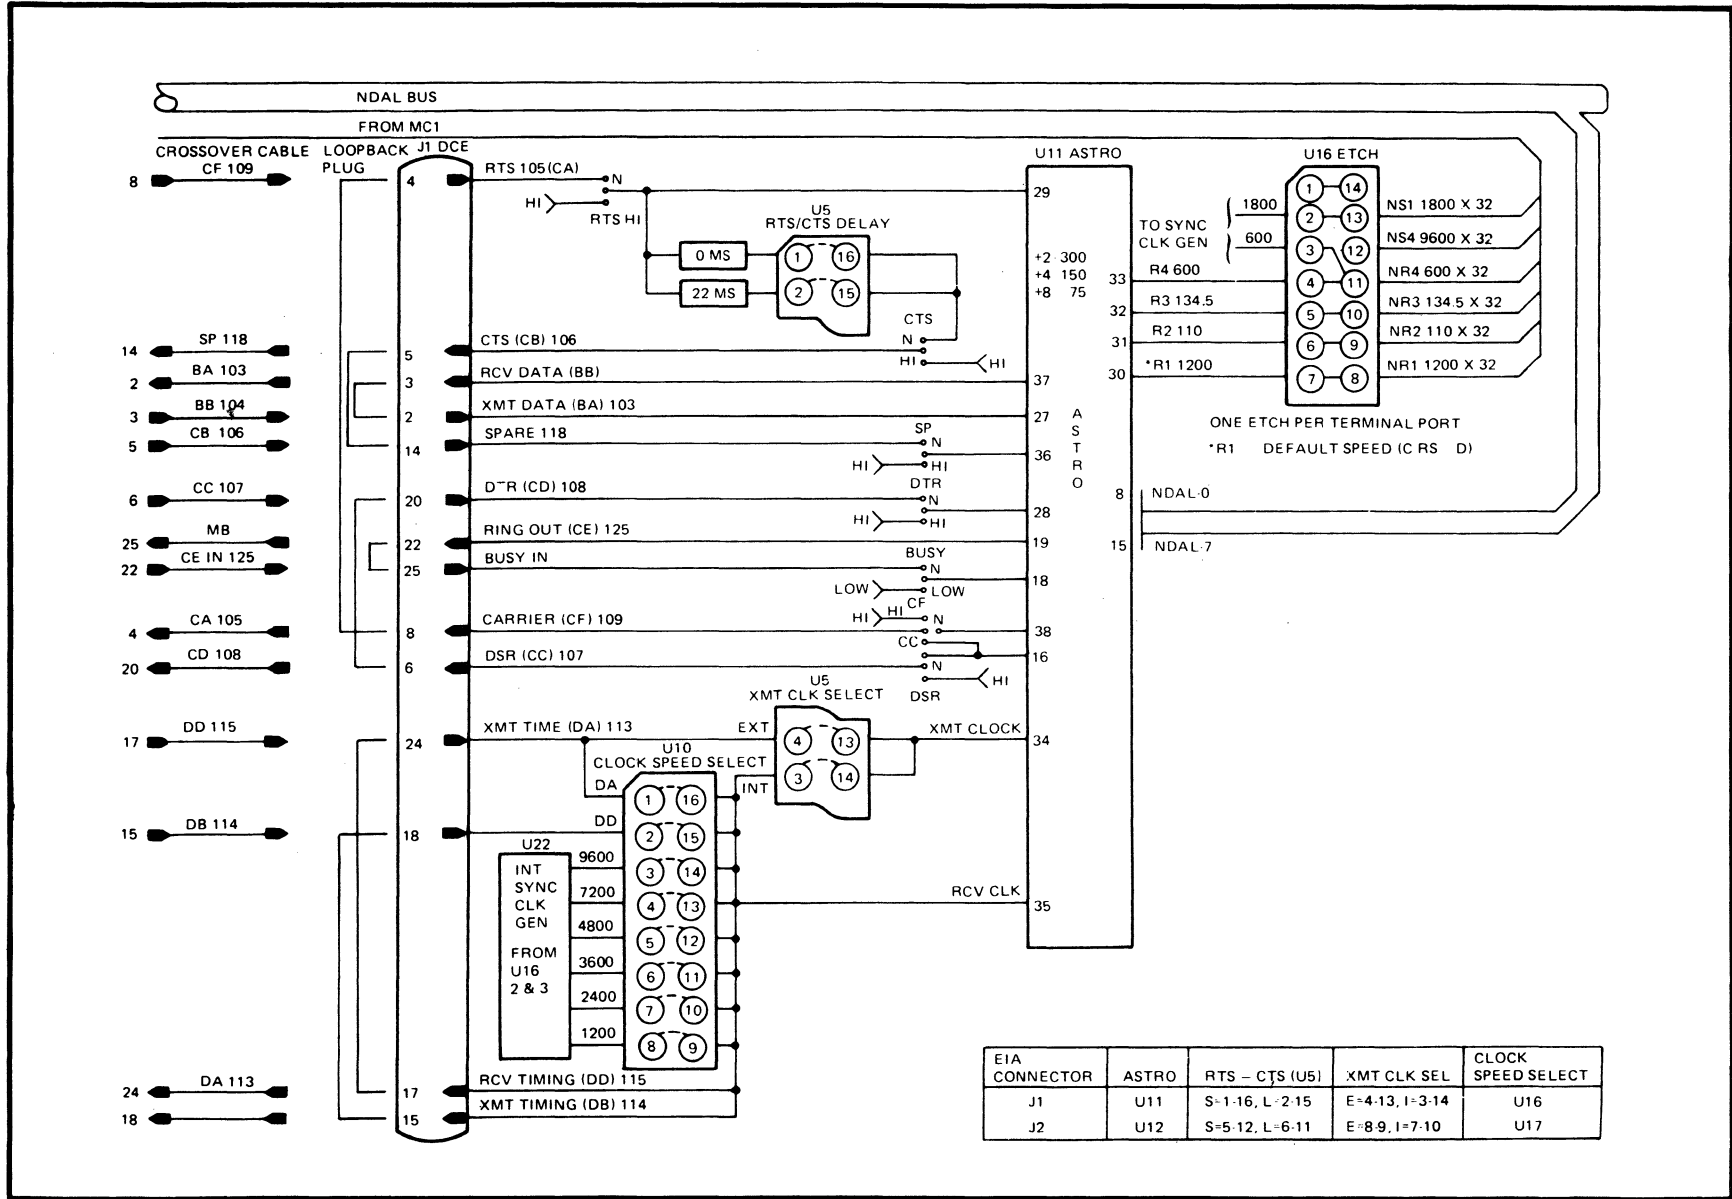 NDAL BUS
FROM MC1
CROSSOVER CABLE
LOOPBACK PLUG
J1 DCE
8 CF 109
14 SP 118
2 BA 103
3 BB 104
5 CB 106
6 CC 107
25 MB
22 CE IN 125
4 CA 105
20 CD 108
17 DD 115
15 DB 114
24 DA 113
18
4 RTS 105 (CA)
N
HI
RTS HI
5 CTS (CB) 106
3 RCV DATA (BB)
2 XMT DATA (BA) 103
14 SPARE 118
20 DTR (CD) 108
22 RING OUT (CE) 125
25 BUSY IN
8 CARRIER (CF) 109
6 DSR (CC) 107
24 XMT TIME (DA) 113
18
17 RCV TIMING (DD) 115
15 XMT TIMING (DB) 114
U5
RTS/CTS DELAY
0 MS
1 16
22 MS
2 15
CTS
N
HI HI
SP
N
HI HI
DTR
N
HI HI
BUSY
N
LOW LOW
CF
HI HI N
CC
N
HI
DSR
U5
XMT CLK SELECT
EXT 4 13
INT 3 14
XMT CLOCK
RCV CLK
U10
CLOCK SPEED SELECT
DA 1 16
DD 2 15
9600 3 14
7200 4 13
4800 5 12
3600 6 11
2400 7 10
1200 8 9
U22
INT
SYNC
CLK
GEN
FROM
U16
2 & 3
U11 ASTRO
29
37
27
36
28
19
18
38
16
34
35
ASTRO
+2 300
+4 150
+8 75
33 R4 600
32 R3 134.5
31 R2 110
30 *R1 1200
8 NDAL-0
15 NDAL-7
TO SYNC
CLK GEN
1800
600
U16 ETCH
1 14
2 13 NS1 1800 X 32
3 12 NS4 9600 X 32
4 11 NR4 600 X 32
5 10 NR3 134.5 X 32
6 9 NR2 110 X 32
7 8 NR1 1200 X 32
ONE ETCH PER TERMINAL PORT
*R1 DEFAULT SPEED (C RS D)
EIA CONNECTOR ASTRO RTS – CTS (U5) XMT CLK SEL CLOCK SPEED SELECT
J1 U11 S=1-16, L=2-15 E=4-13, I=3-14 U16
J2 U12 S=5-12, L=6-11 E=8-9, I=7-10 U17